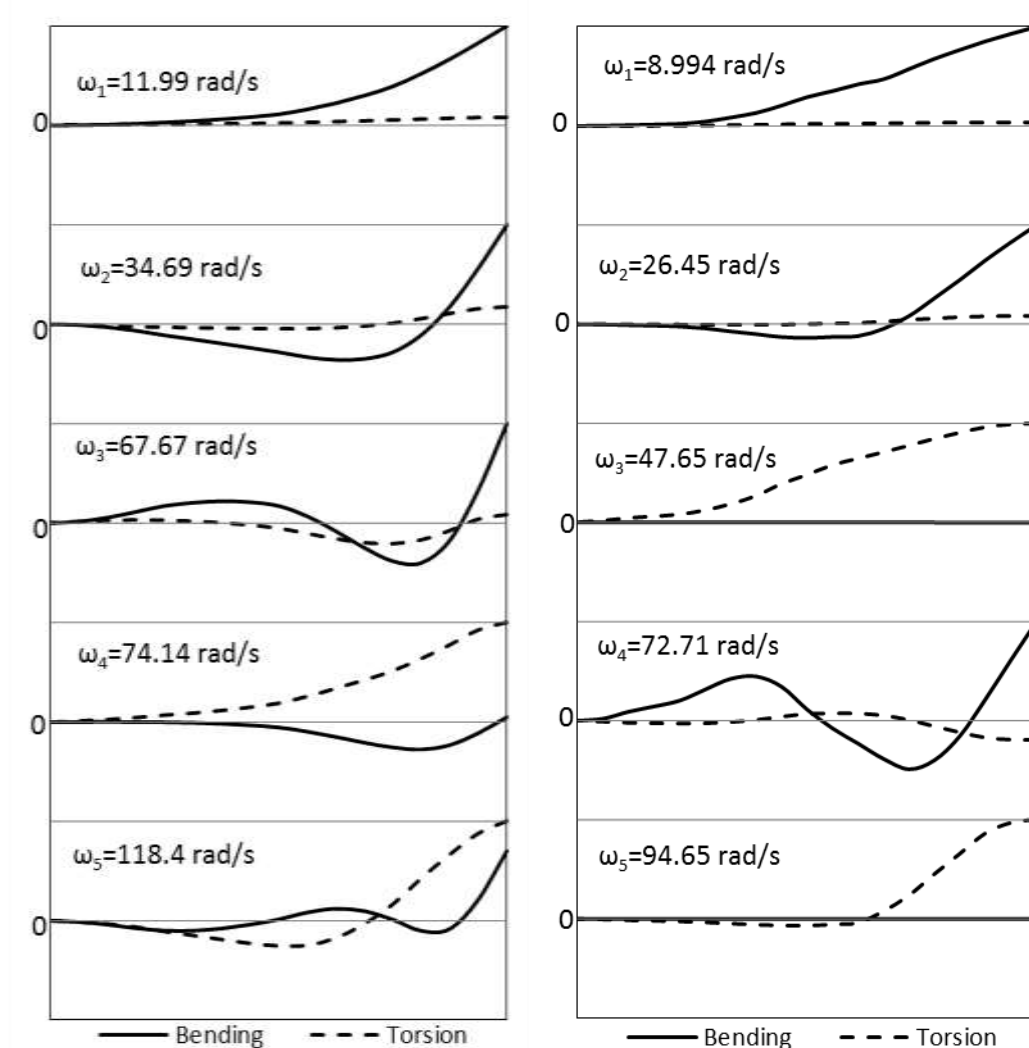 ω₁=11.99 rad/s
0
ω₂=34.69 rad/s
0
ω₃=67.67 rad/s
0
ω₄=74.14 rad/s
0
ω₅=118.4 rad/s
0
Bending Torsion
ω₁=8.994 rad/s
0
ω₂=26.45 rad/s
0
ω₃=47.65 rad/s
0
ω₄=72.71 rad/s
0
ω₅=94.65 rad/s
0
Bending Torsion